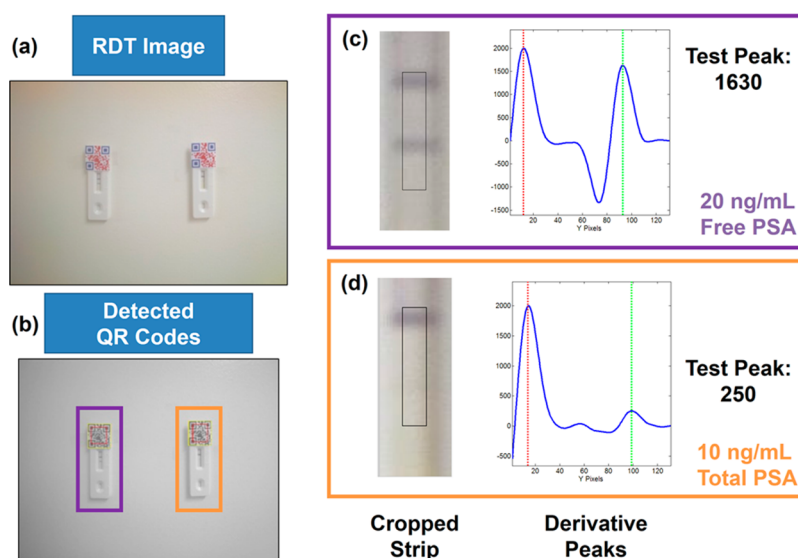 (a)
RDT Image
(b)
Detected
QR Codes
(c)
2000
1500
1000
500
0
-500
-1000
-1500
20
40
60
80
100
120
Y Pixels
Test Peak:
1630
20 ng/mL
Free PSA
(d)
2000
1500
1000
500
0
-500
20
40
60
80
100
120
Y Pixels
Test Peak:
250
10 ng/mL
Total PSA
Cropped
Strip
Derivative
Peaks